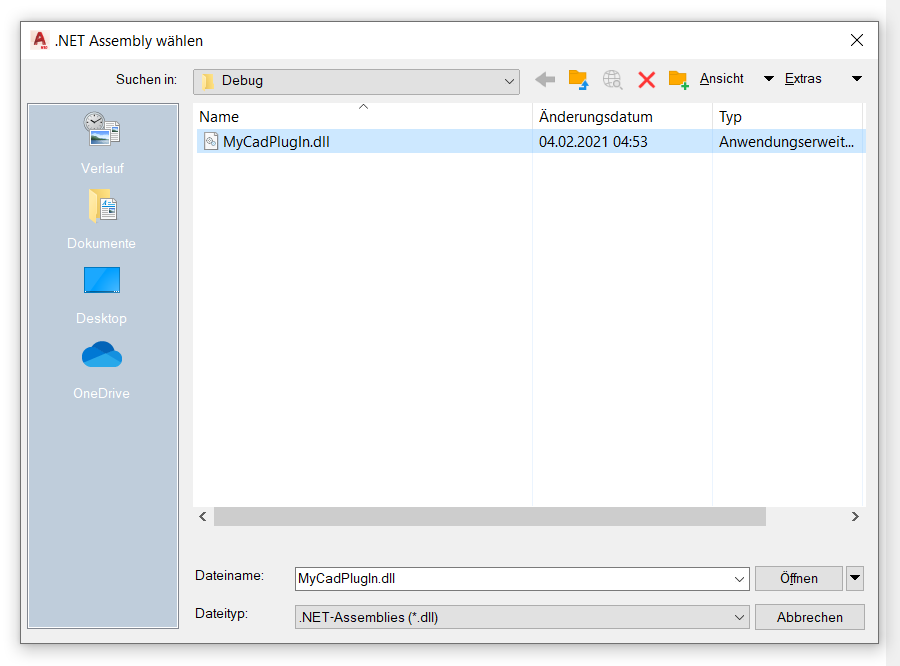 .NET Assembly wählen
Suchen in:
Debug
Ansicht
Extras
Verlauf
Dokumente
Desktop
OneDrive
Name
Änderungsdatum
Typ
MyCadPlugIn.dll
04.02.2021 04:53
Anwendungserweit...
Dateiname:
MyCadPlugIn.dll
Öffnen
Dateityp:
.NET-Assemblies (*.dll)
Abbrechen